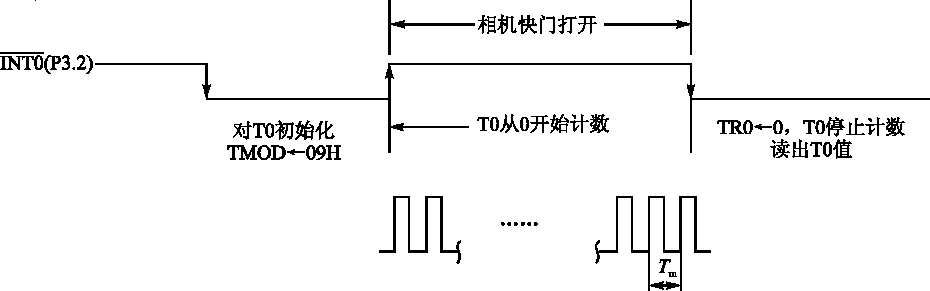 相机快门打开
INT0(P3.2)
对T0初始化
TMOD←09H
T0从0开始计数
TR0←0，T0停止计数
读出T0值
……
Tm